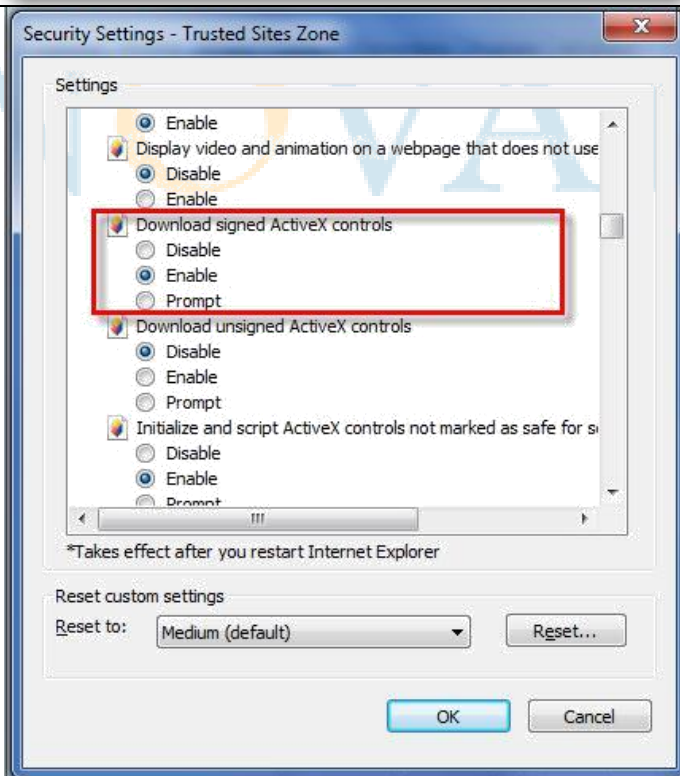 Security Settings - Trusted Sites Zone
Settings
Enable
Display video and animation on a webpage that does not use
Disable
Enable
Download signed ActiveX controls
Disable
Enable
Prompt
Download unsigned ActiveX controls
Disable
Enable
Prompt
Initialize and script ActiveX controls not marked as safe for s
Disable
Enable
Prompt
*Takes effect after you restart Internet Explorer
Reset custom settings
Reset to: Medium (default) Reset...
OK Cancel